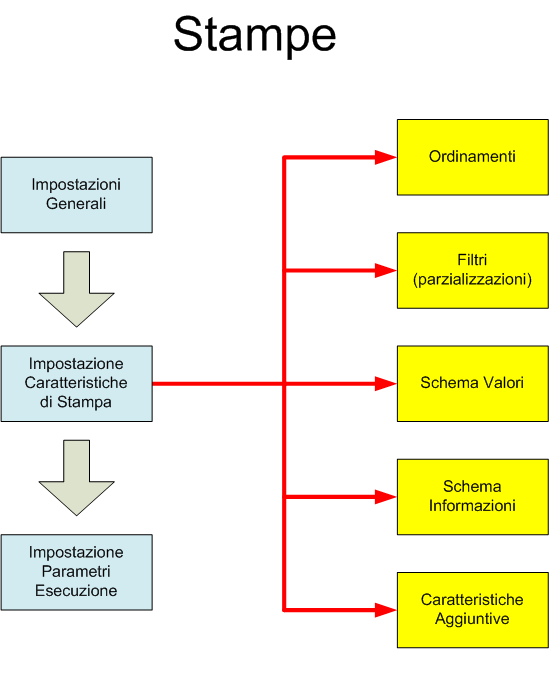 Stampe
Impostazioni
Generali
Impostazione
Caratteristiche
di Stampa
Impostazione
Parametri
Esecuzione
Ordinamenti
Filtri
(parzializzazioni)
Schema Valori
Schema
Informazioni
Caratteristiche
Aggiuntive